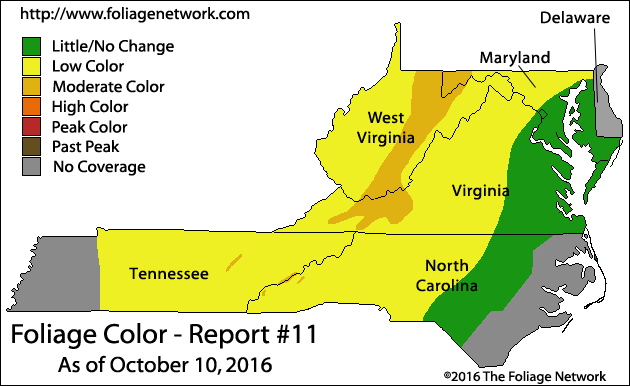 http://www.foliagenetwork.com
Little/No Change
Low Color
Moderate Color
High Color
Peak Color
Past Peak
No Coverage
Delaware
Maryland
West
Virginia
Virginia
Tennessee
North
Carolina
Foliage Color - Report #11
As of October 10, 2016
©2016 The Foliage Network